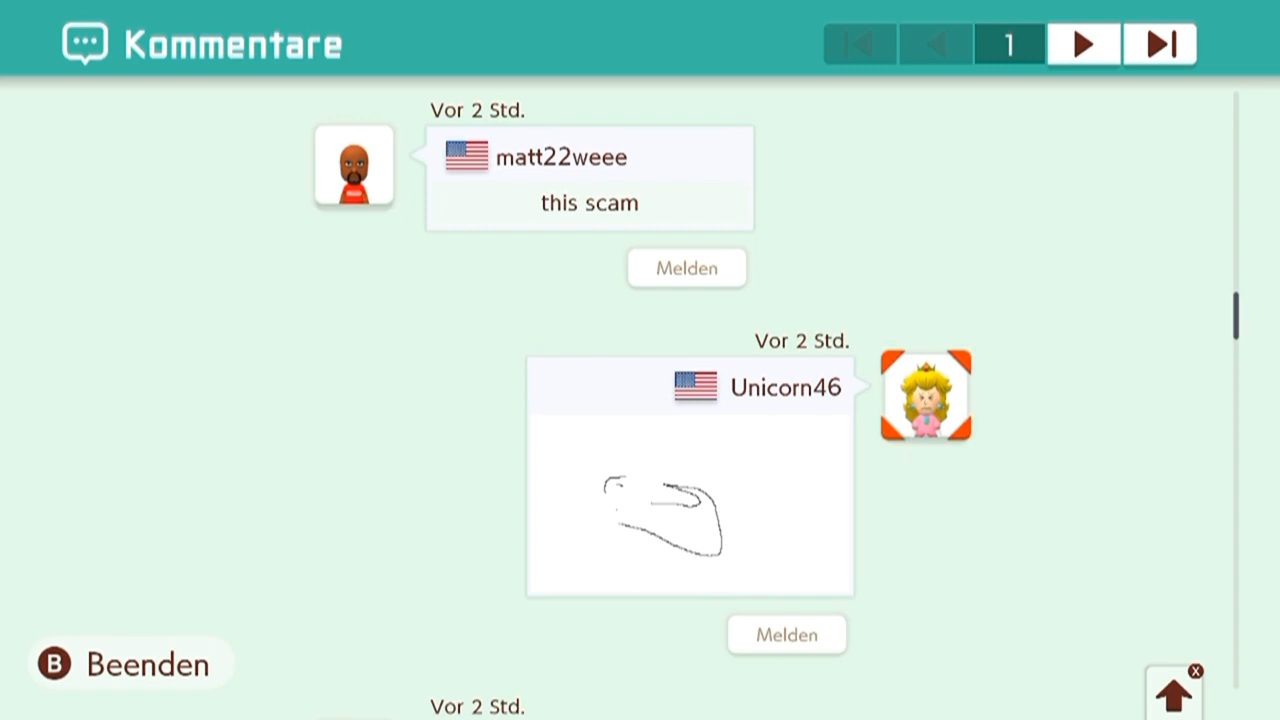 Kommentare
1
Vor 2 Std.
matt22weee
this scam
Melden
Vor 2 Std.
Unicorn46
Melden
B Beenden
X
Vor 2 Std.